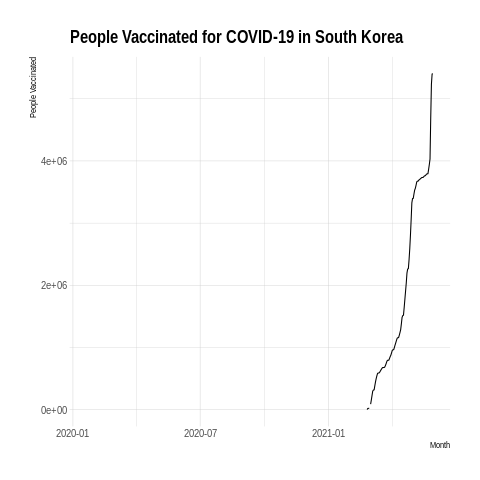 People Vaccinated for COVID-19 in South Korea
People Vaccinated
4e+06
2e+06
0e+00
2020-01 2020-07 2021-01
Month